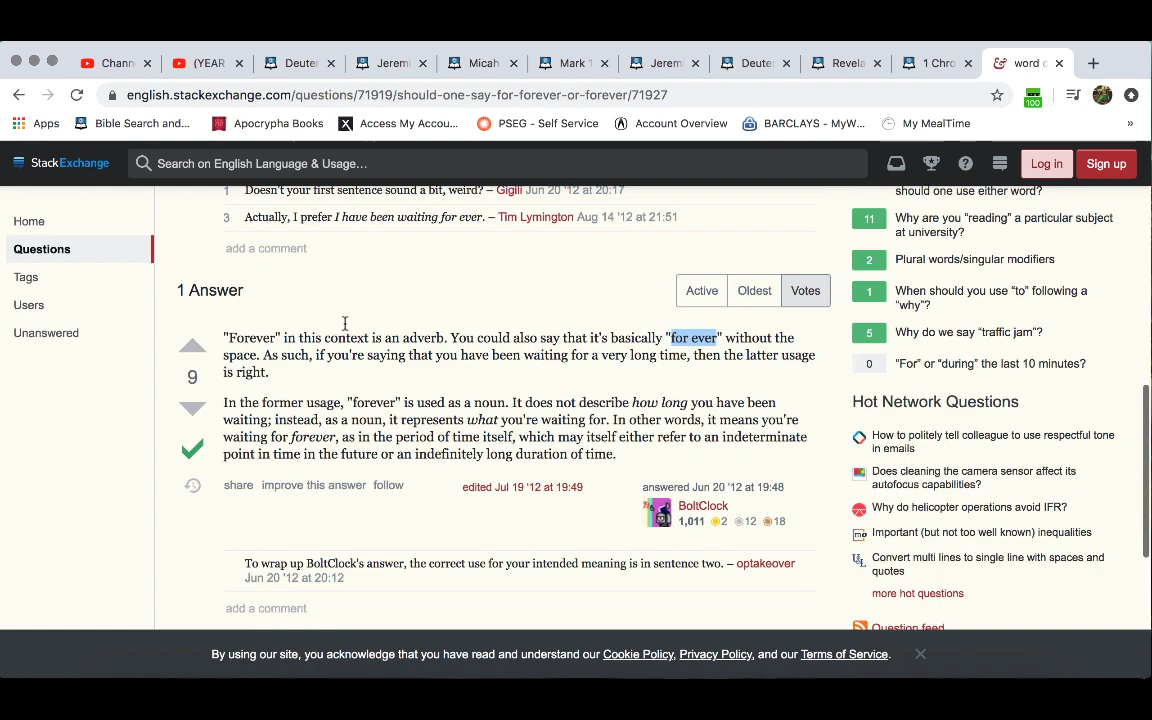 Chann
(YEAR
Deuter
Jeremi
Micah
Mark 1
Jeremi
Deuter
Revela
1 Chro
word c
english.stackexchange.com/questions/71919/should-one-say-for-forever-or-forever/71927
100
Apps
Bible Search and...
Apocrypha Books
Access My Accou...
PSEG - Self Service
Account Overview
BARCLAYS - MyW...
My MealTime
»
StackExchange
Search on English Language & Usage...
Log in
Sign up
Home
Questions
Tags
Users
Unanswered
1 Doesn't your first sentence sound a bit, weird? – Gigili Jun 20 '12 at 20:17
3 Actually, I prefer I have been waiting for ever. – Tim Lymington Aug 14 '12 at 21:51
add a comment
1 Answer
Active
Oldest
Votes
9
"Forever" in this context is an adverb. You could also say that it's basically "for ever" without the
space. As such, if you're saying that you have been waiting for a very long time, then the latter usage
is right.
In the former usage, "forever" is used as a noun. It does not describe how long you have been
waiting; instead, as a noun, it represents what you're waiting for. In other words, it means you're
waiting for forever, as in the period of time itself, which may itself either refer to an indeterminate
point in time in the future or an indefinitely long duration of time.
share improve this answer follow
edited Jul 19 '12 at 19:49
answered Jun 20 '12 at 19:48
BoltClock
1,011 2 12 18
To wrap up BoltClock's answer, the correct use for your intended meaning is in sentence two. – optakeover
Jun 20 '12 at 20:12
add a comment
should one use either word?
11 Why are you "reading" a particular subject
at university?
2 Plural words/singular modifiers
1 When should you use "to" following a
"why"?
5 Why do we say "traffic jam"?
0 "For" or "during" the last 10 minutes?
Hot Network Questions
How to politely tell colleague to use respectful tone
in emails
Does cleaning the camera sensor affect its
autofocus capabilities?
Why do helicopter operations avoid IFR?
Important (but not too well known) inequalities
Convert multi lines to single line with spaces and
quotes
more hot questions
Question feed
By using our site, you acknowledge that you have read and understand our Cookie Policy, Privacy Policy, and our Terms of Service.